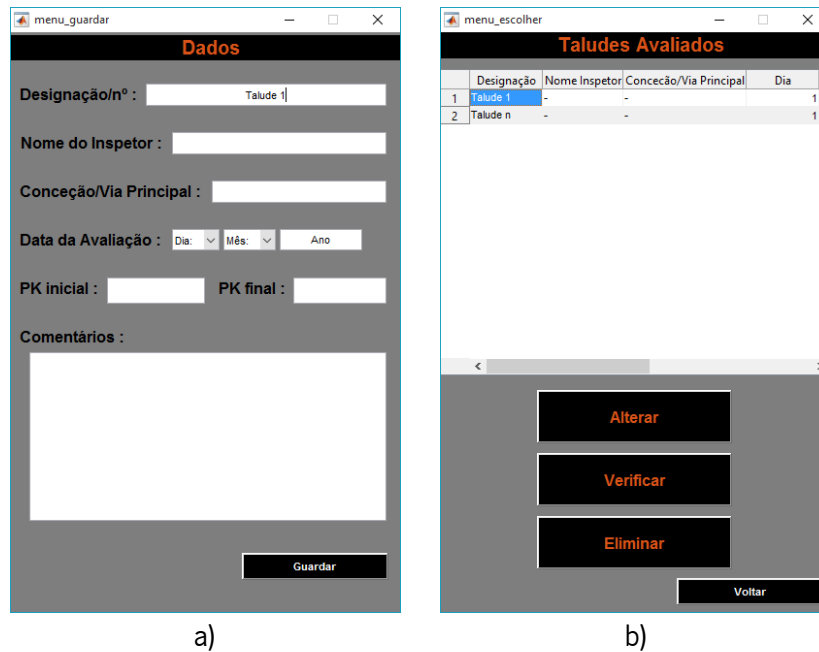 menu_guardar
Dados
Designação/nº : Talude 1
Nome do Inspetor :
Conceção/Via Principal :
Data da Avaliação : Dia: Mês: Ano
PK inicial : PK final :
Comentários :
Guardar
a)
menu_escolher
Taludes Avaliados
Designação Nome Inspetor Concecão/Via Principal Dia
1 Talude 1 - - 1
2 Talude n - - 1
Alterar
Verificar
Eliminar
Voltar
b)